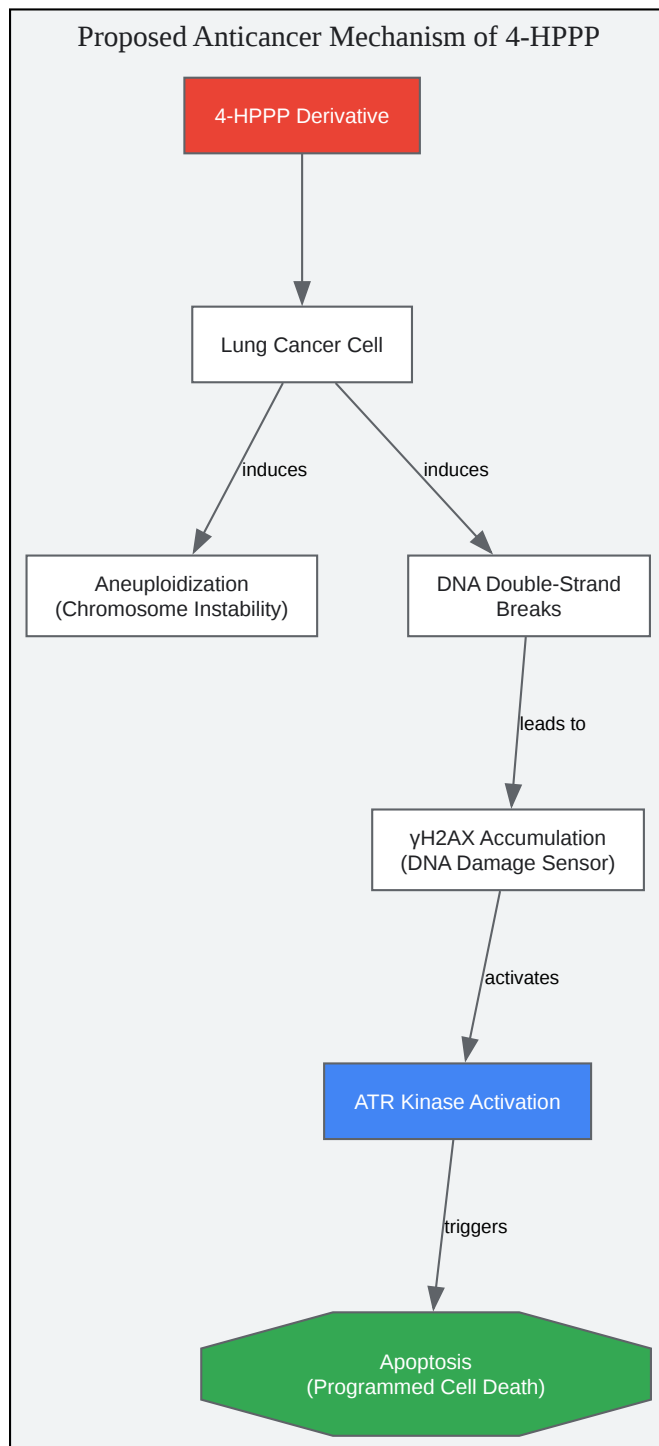 Proposed Anticancer Mechanism of 4-HPPP
4-HPPP Derivative
Lung Cancer Cell
induces
induces
Aneuploidization
(Chromosome Instability)
DNA Double-Strand
Breaks
leads to
γH2AX Accumulation
(DNA Damage Sensor)
activates
ATR Kinase Activation
triggers
Apoptosis
(Programmed Cell Death)